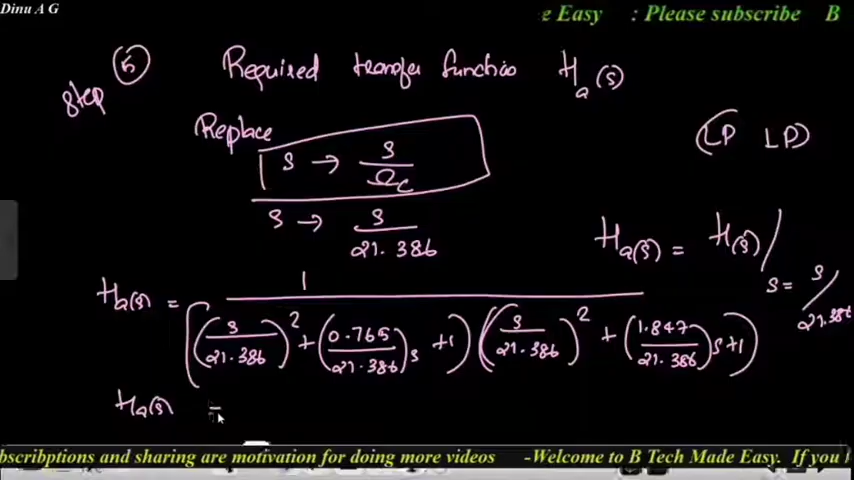 Dinu A G
e Easy : Please subscribe B
Step ⑤ Required transfer function Hₐ(s)
Replace
(LP LP)
s → s/Ωc
s → s/21.386
Hₐ(s) = H(s) / s = s/21.386
Hₐ(s) = 1 / [((s/21.386)² + (0.765/21.386)s + 1)((s/21.386)² + (1.847/21.386)s + 1)]
Hₐ(s) =
bscribptions and sharing are motivation for doing more videos -Welcome to B Tech Made Easy. If you